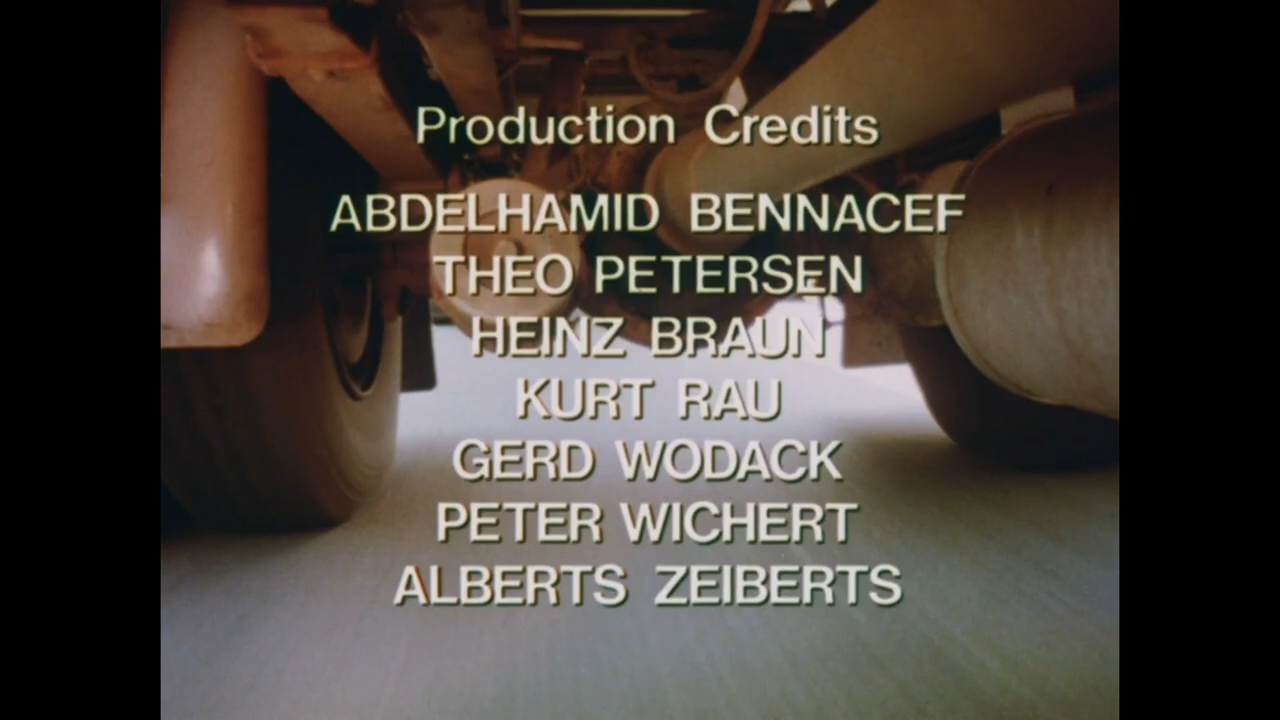 Production Credits
ABDELHAMID BENNACEF
THEO PETERSEN
HEINZ BRAUN
KURT RAU
GERD WODACK
PETER WICHERT
ALBERTS ZEIBERTS